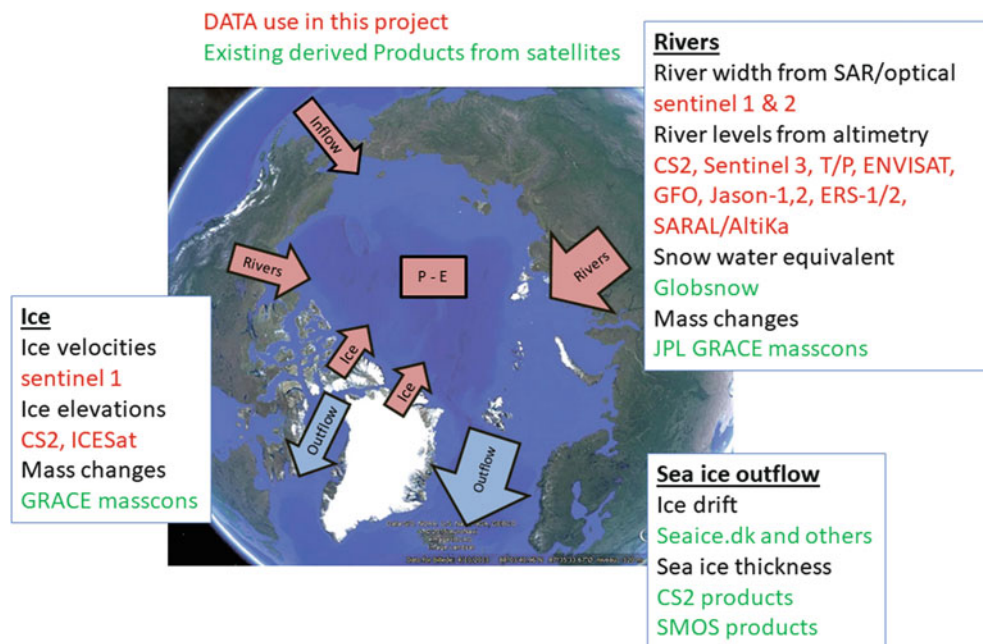 DATA use in this project
Existing derived Products from satellites
Rivers
River width from SAR/optical
sentinel 1 & 2
River levels from altimetry
CS2, Sentinel 3, T/P, ENVISAT,
GFO, Jason-1,2, ERS-1/2,
SARAL/AltiKa
Snow water equivalent
Globsnow
Mass changes
JPL GRACE masscons
Inflow
Rivers
P - E
Rivers
Ice
Ice
Outflow
Outflow
Ice
Ice velocities
sentinel 1
Ice elevations
CS2, ICESat
Mass changes
GRACE masscons
Sea ice outflow
Ice drift
Seaice.dk and others
Sea ice thickness
CS2 products
SMOS products